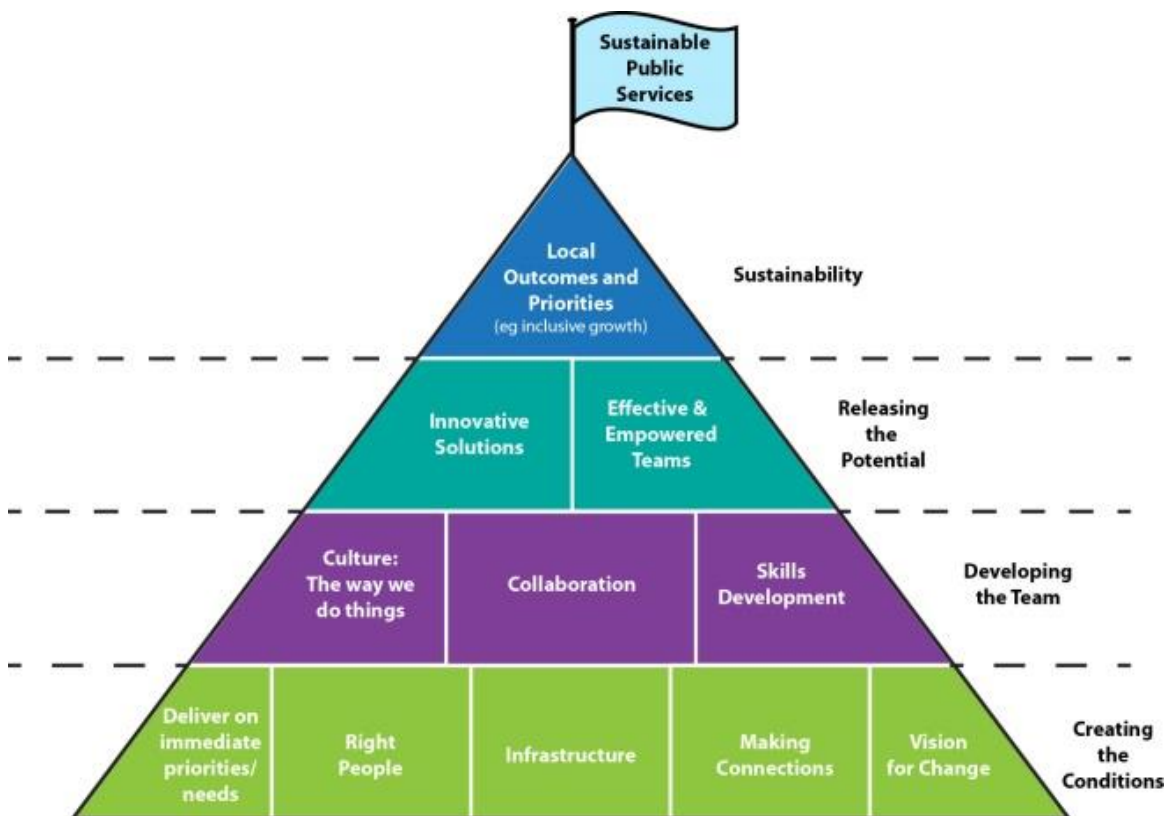 Sustainable
Public
Services
Local
Outcomes and
Priorities
(eg inclusive growth)
Sustainability
Innovative
Solutions
Effective &
Empowered
Teams
Releasing
the
Potential
Culture:
The way we
do things
Collaboration
Skills
Development
Developing
the Team
Deliver on
immediate
priorities/
needs
Right
People
Infrastructure
Making
Connections
Vision
for Change
Creating
the
Conditions